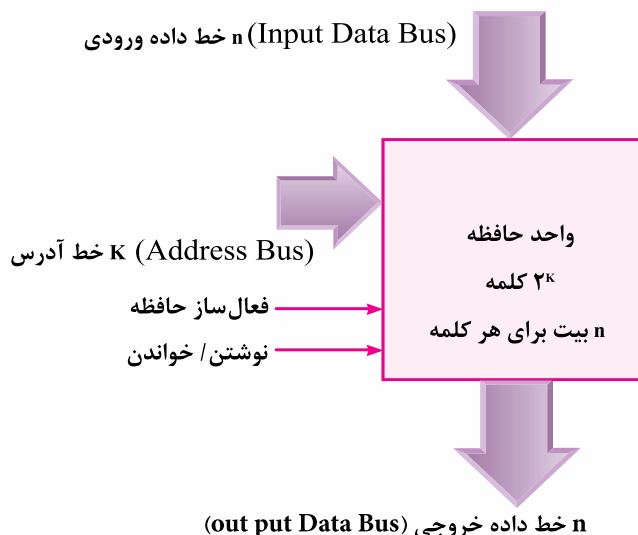 n خط داده ورودی (Input Data Bus)
واحد حافظه
۲ᴷ کلمه
n بیت برای هر کلمه
K خط آدرس (Address Bus)
فعال‌ساز حافظه
نوشتن/ خواندن
n خط داده خروجی (out put Data Bus)